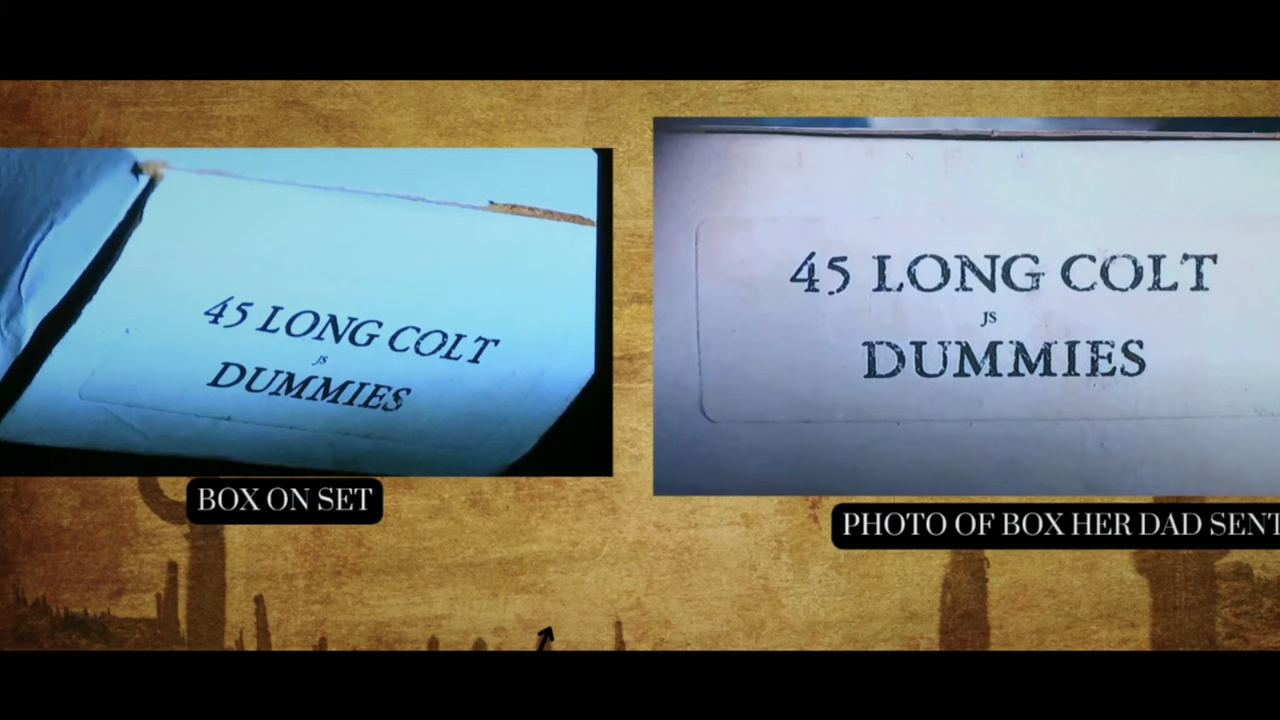 45 LONG COLT
JS
DUMMIES
BOX ON SET
45 LONG COLT
JS
DUMMIES
PHOTO OF BOX HER DAD SENT